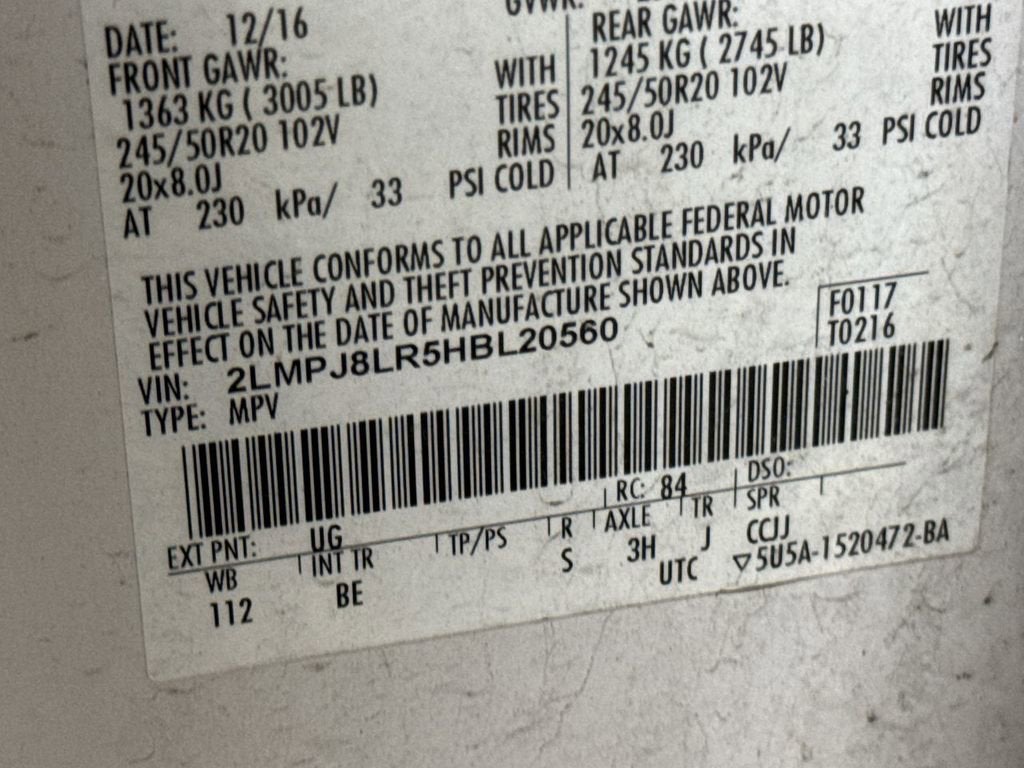 GVWR:
DATE: 12/16
FRONT GAWR:
1363 KG ( 3005 LB) WITH
245/50R20 102V TIRES
20x8.0J RIMS
AT 230 kPa/ 33 PSI COLD
REAR GAWR: WITH
1245 KG ( 2745 LB) TIRES
245/50R20 102V RIMS
20x8.0J
AT 230 kPa/ 33 PSI COLD
THIS VEHICLE CONFORMS TO ALL APPLICABLE FEDERAL MOTOR
VEHICLE SAFETY AND THEFT PREVENTION STANDARDS IN
EFFECT ON THE DATE OF MANUFACTURE SHOWN ABOVE.
F0117
T0216
VIN: 2LMPJ8LR5HBL20560
TYPE: MPV
EXT PNT: UG RC: 84 DSO:
WB INT TR TP/PS R AXLE TR SPR
112 BE S 3H J CCJJ
UTC ▽5U5A-1520472-BA